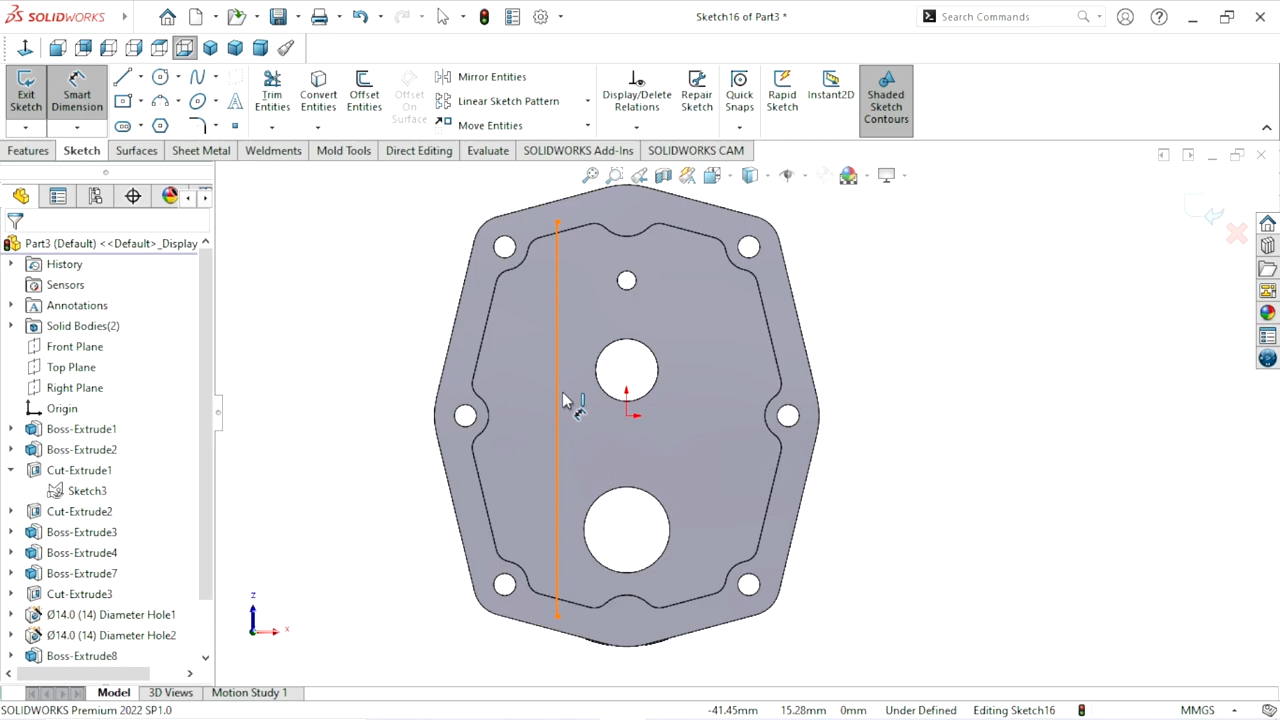 SOLIDWORKS
Sketch16 of Part3 *
Search Commands
Exit Sketch
Smart Dimension
Trim Entities
Convert Entities
Offset Entities
Offset On Surface
Mirror Entities
Linear Sketch Pattern
Move Entities
Display/Delete Relations
Repair Sketch
Quick Snaps
Rapid Sketch
Instant2D
Shaded Sketch Contours
Features
Sketch
Surfaces
Sheet Metal
Weldments
Mold Tools
Direct Editing
Evaluate
SOLIDWORKS Add-Ins
SOLIDWORKS CAM
Part3 (Default) <<Default>_Display
History
Sensors
Annotations
Solid Bodies(2)
Front Plane
Top Plane
Right Plane
Origin
Boss-Extrude1
Boss-Extrude2
Cut-Extrude1
Sketch3
Cut-Extrude2
Boss-Extrude3
Boss-Extrude4
Boss-Extrude7
Cut-Extrude3
Ø14.0 (14) Diameter Hole1
Ø14.0 (14) Diameter Hole2
Boss-Extrude8
z
x
Model
3D Views
Motion Study 1
SOLIDWORKS Premium 2022 SP1.0
-41.45mm
15.28mm
0mm
Under Defined
Editing Sketch16
MMGS